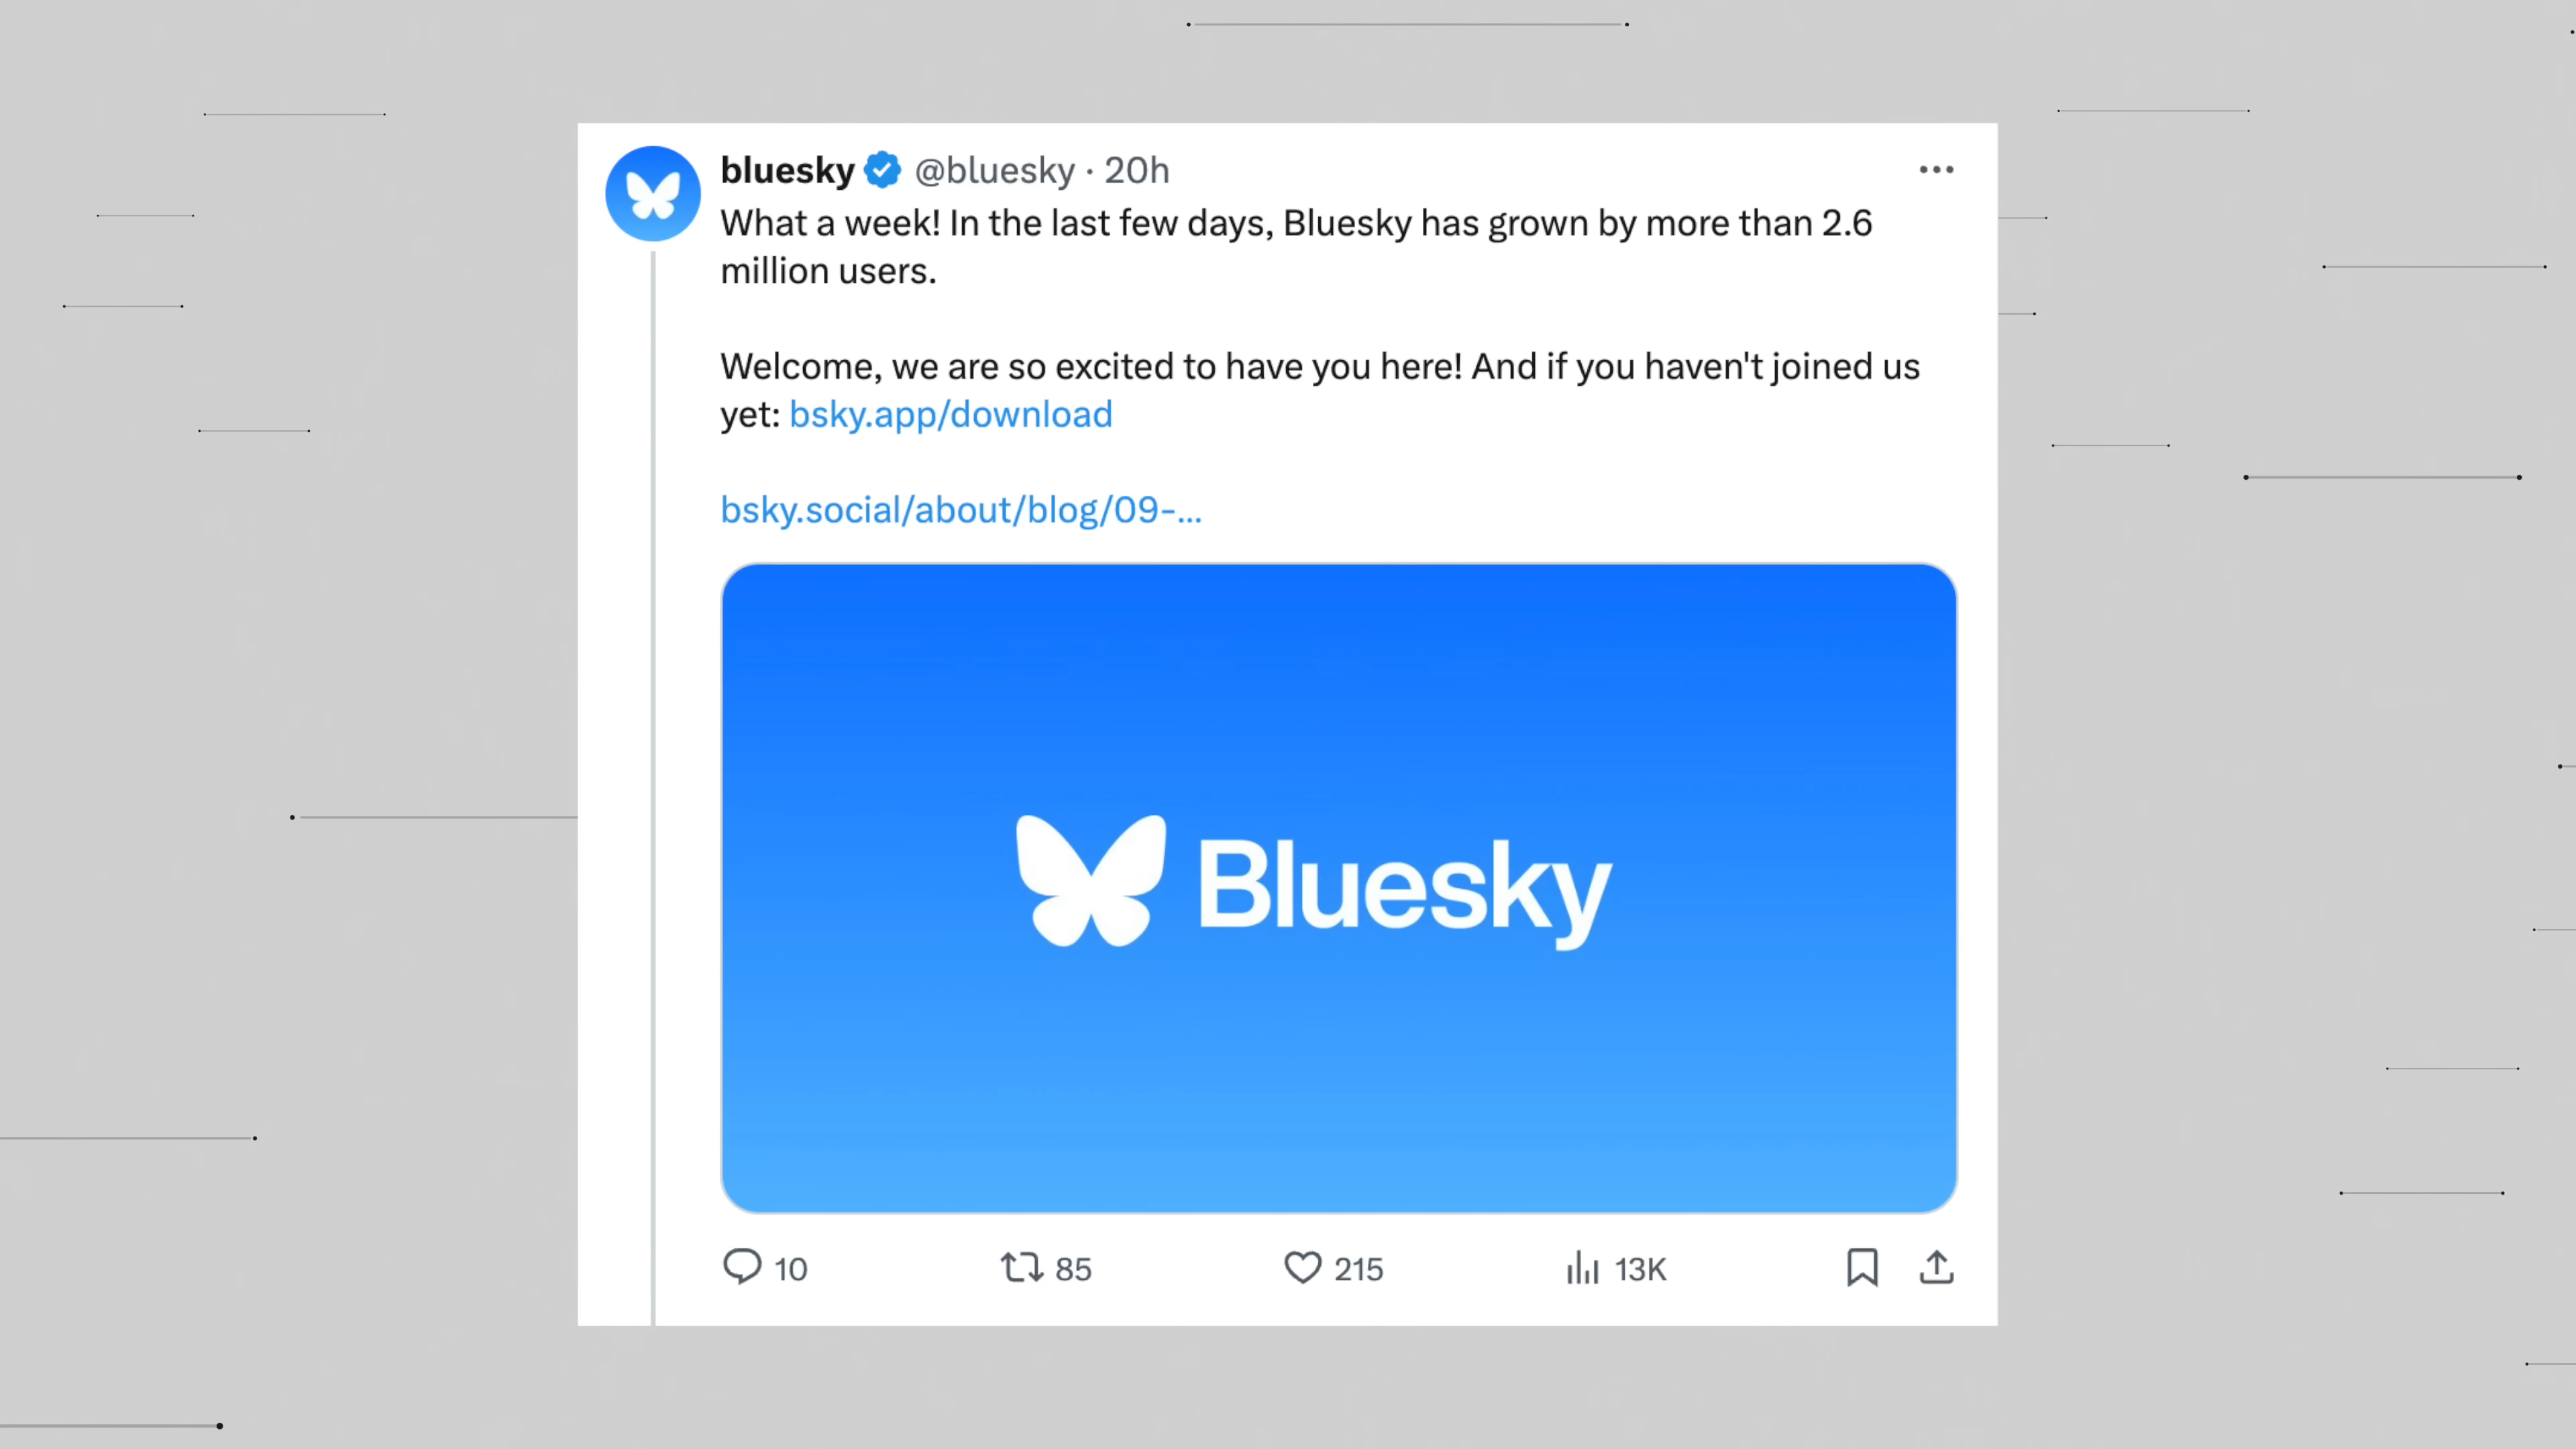 bluesky @bluesky · 20h
What a week! In the last few days, Bluesky has grown by more than 2.6
million users.
Welcome, we are so excited to have you here! And if you haven't joined us
yet: bsky.app/download
bsky.social/about/blog/09-...
Bluesky
10 85 215 13K